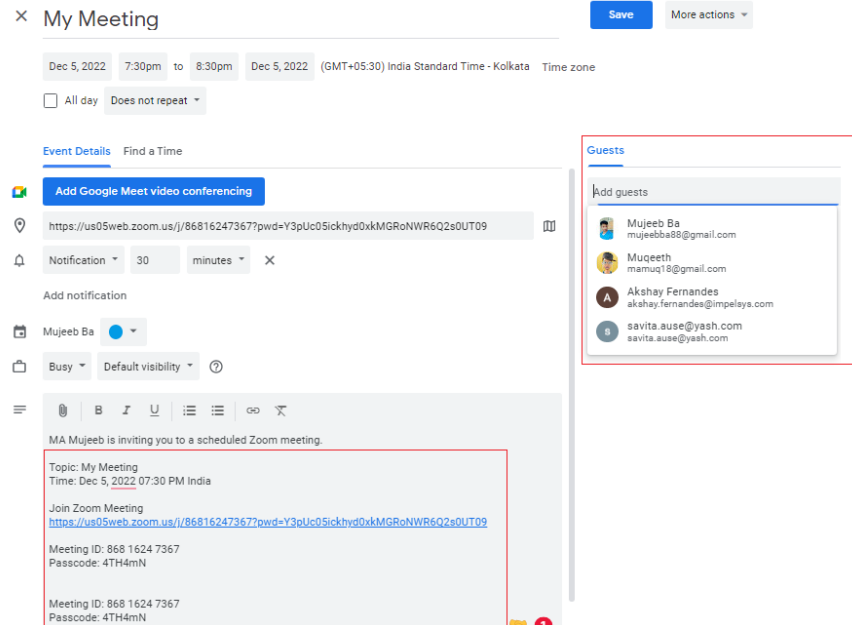 My Meeting
Save
More actions
Dec 5, 2022 7:30pm to 8:30pm Dec 5, 2022 (GMT+05:30) India Standard Time - Kolkata Time zone
All day Does not repeat
Event Details Find a Time
Add Google Meet video conferencing
https://us05web.zoom.us/j/86816247367?pwd=Y3pUc05ickhyd0xkMGRoNWR6Q2s0UT09
Notification 30 minutes
Add notification
Mujeeb Ba
Busy Default visibility
B I U
MA Mujeeb is inviting you to a scheduled Zoom meeting.
Topic: My Meeting
Time: Dec 5, 2022 07:30 PM India
Join Zoom Meeting
https://us05web.zoom.us/j/86816247367?pwd=Y3pUc05ickhyd0xkMGRoNWR6Q2s0UT09
Meeting ID: 868 1624 7367
Passcode: 4TH4mN
Meeting ID: 868 1624 7367
Passcode: 4TH4mN
1
Guests
Add guests
Mujeeb Ba
mujeebba88@gmail.com
Muqeeth
mamuq18@gmail.com
A
Akshay Fernandes
akshay.fernandes@impelsys.com
s
savita.ause@yash.com
savita.ause@yash.com